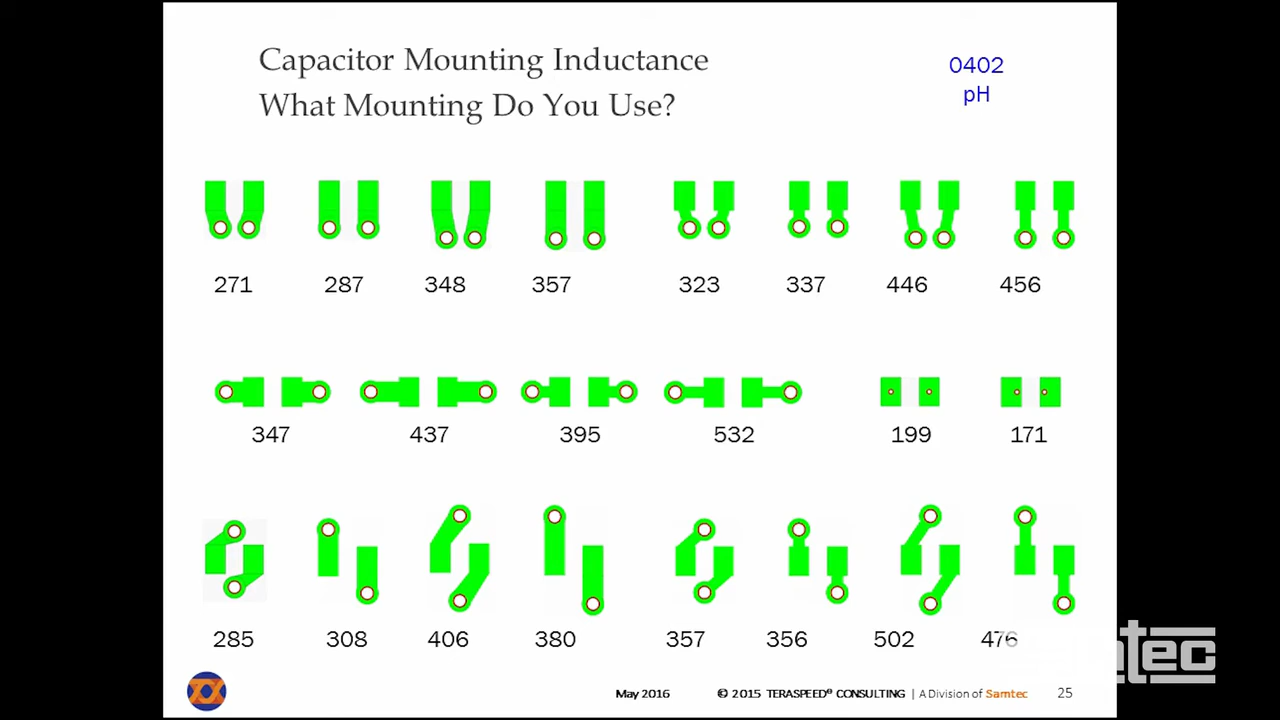 Capacitor Mounting Inductance
What Mounting Do You Use?
0402
pH
271 287 348 357 323 337 446 456
347 437 395 532 199 171
285 308 406 380 357 356 502 476
May 2016 © 2015 TERASPEED® CONSULTING | A Division of Samtec 25
samtec